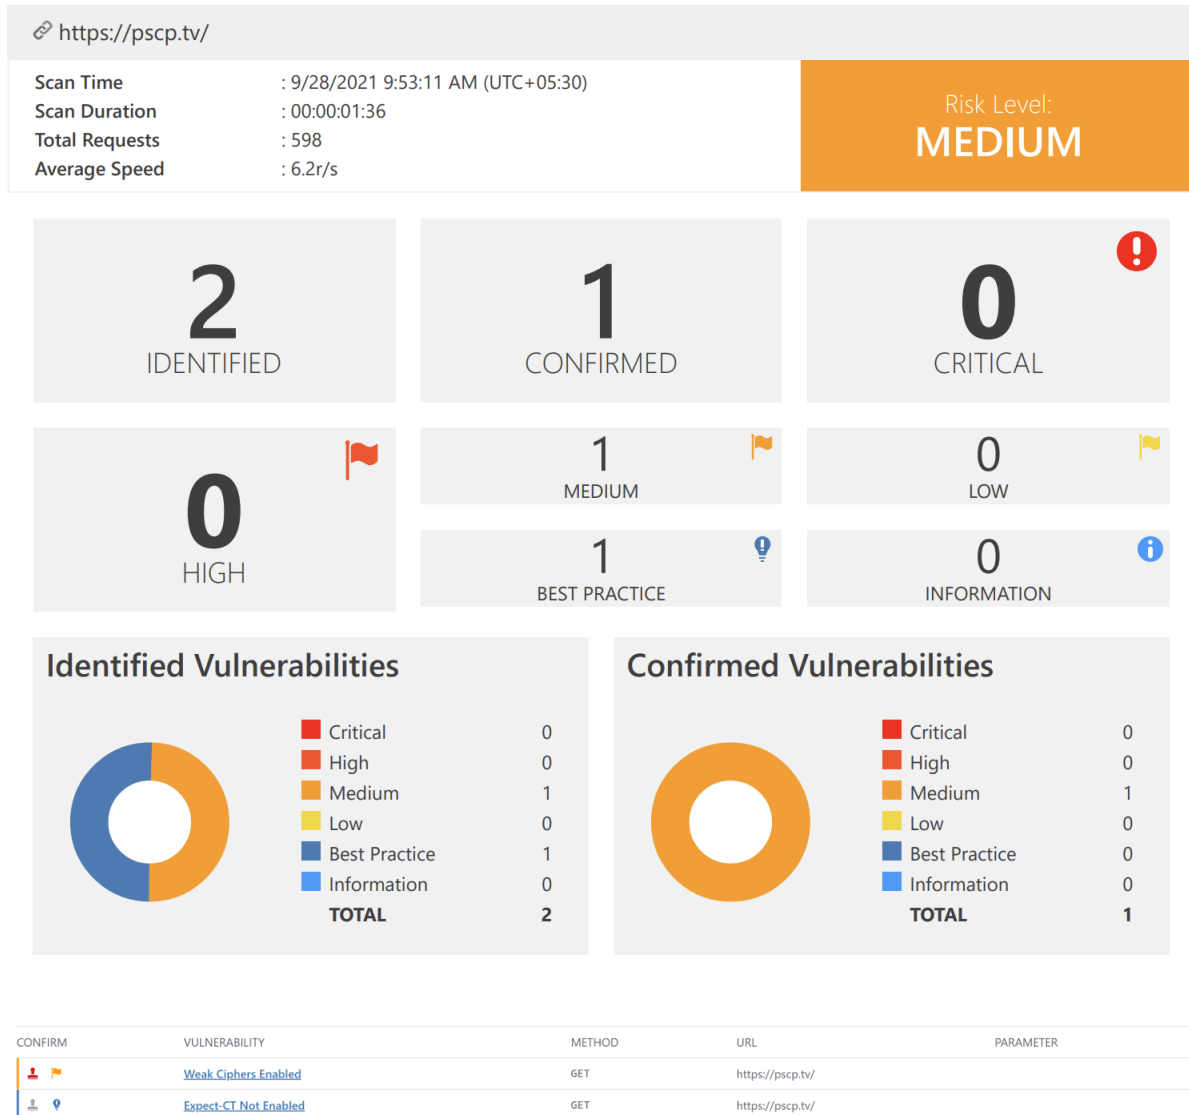 https://pscp.tv/
Scan Time : 9/28/2021 9:53:11 AM (UTC+05:30)
Scan Duration : 00:00:01:36
Total Requests : 598
Average Speed : 6.2r/s
Risk Level:
MEDIUM
2
IDENTIFIED
1
CONFIRMED
0
CRITICAL
0
HIGH
1
MEDIUM
0
LOW
1
BEST PRACTICE
0
INFORMATION
Identified Vulnerabilities
Critical 0
High 0
Medium 1
Low 0
Best Practice 1
Information 0
TOTAL 2
Confirmed Vulnerabilities
Critical 0
High 0
Medium 1
Low 0
Best Practice 0
Information 0
TOTAL 1
CONFIRM VULNERABILITY METHOD URL PARAMETER
Weak Ciphers Enabled GET https://pscp.tv/
Expect-CT Not Enabled GET https://pscp.tv/